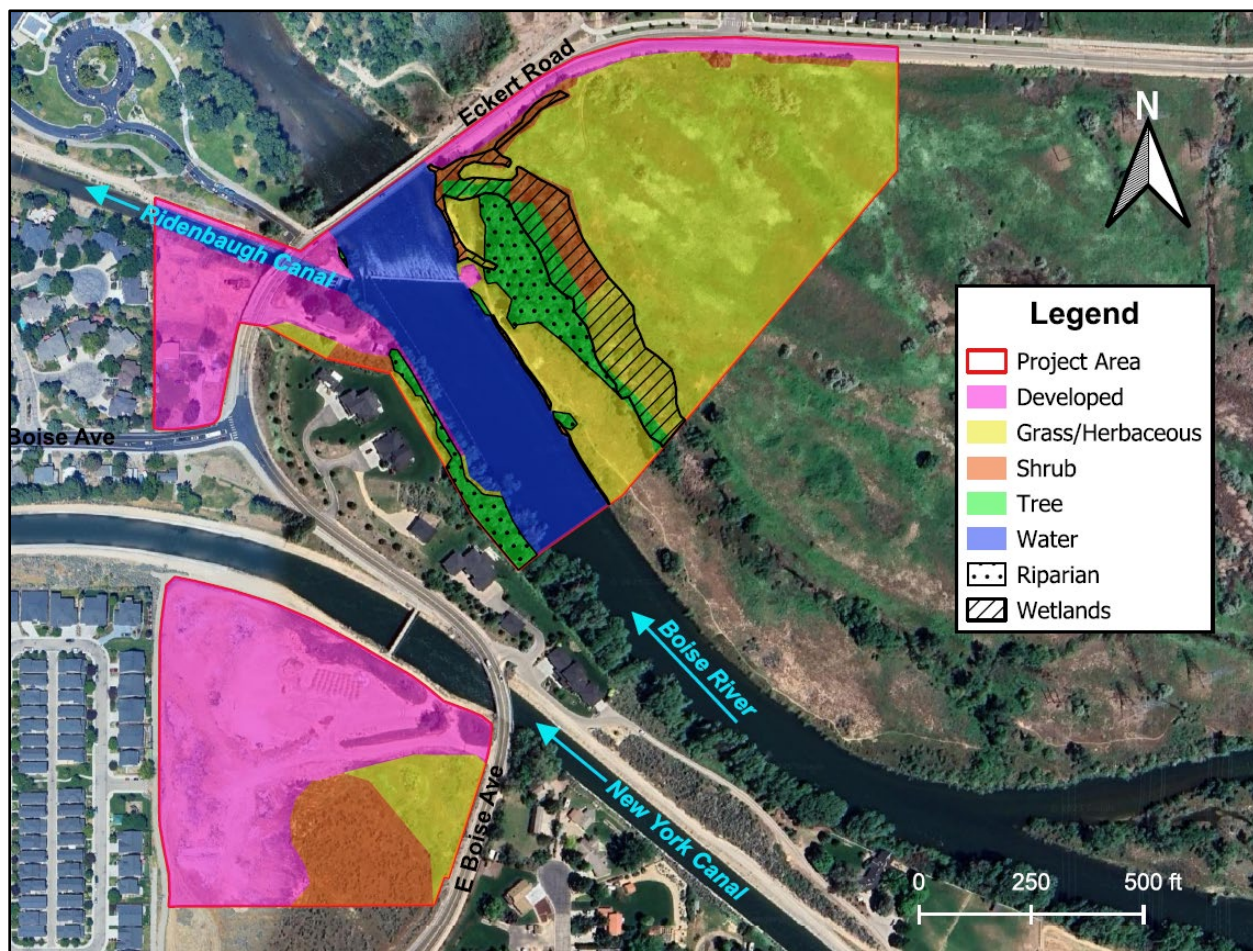 Eckert Road
N
Ridenbaugh Canal
Legend
Project Area
Developed
Grass/Herbaceous
Shrub
Tree
Water
Riparian
Wetlands
Boise Ave
Boise River
New York Canal
E Boise Ave
0 250 500 ft